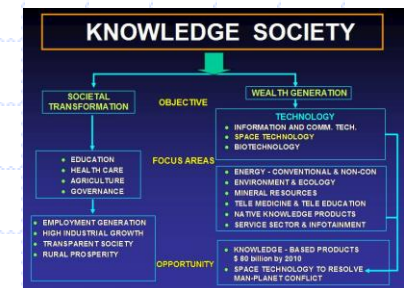 KNOWLEDGE SOCIETY
SOCIETAL
TRANSFORMATION
OBJECTIVE
WEALTH GENERATION
TECHNOLOGY
• INFORMATION AND COMM. TECH.
• SPACE TECHNOLOGY
• BIOTECHNOLOGY
FOCUS AREAS
• EDUCATION
• HEALTH CARE
• AGRICULTURE
• GOVERNANCE
• ENERGY - CONVENTIONAL & NON-CON
• ENVIRONMENT & ECOLOGY
• MINERAL RESOURCES
• TELE MEDICINE & TELE EDUCATION
• NATIVE KNOWLEDGE PRODUCTS
• SERVICE SECTOR & INFOTAINMENT
• EMPLOYMENT GENERATION
• HIGH INDUSTRIAL GROWTH
• TRANSPARENT SOCIETY
• RURAL PROSPERITY
OPPORTUNITY
• KNOWLEDGE - BASED PRODUCTS
$ 80 billion by 2010
• SPACE TECHNOLOGY TO RESOLVE
MAN-PLANET CONFLICT